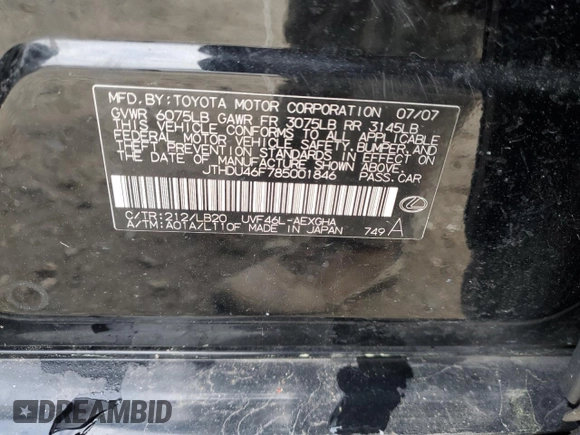 MFD.BY:TOYOTA MOTOR CORPORATION 07/07
GVWR 6075LB GAWR FR 3075LB RR 3145LB
THIS VEHICLE CONFORMS TO ALL APPLICABLE
FEDERAL MOTOR VEHICLE SAFETY,BUMPER,AND
THEFT PREVENTION STANDARDS IN EFFECT ON
THE DATE OF MANUFACTURE SHOWN ABOVE.
JTHDU46F785001846 PASS.CAR
C/TR:212/LB20 UVF46L-AEXGHA
A/TM:A01A/L110F MADE IN JAPAN 749 A
DREAMBID